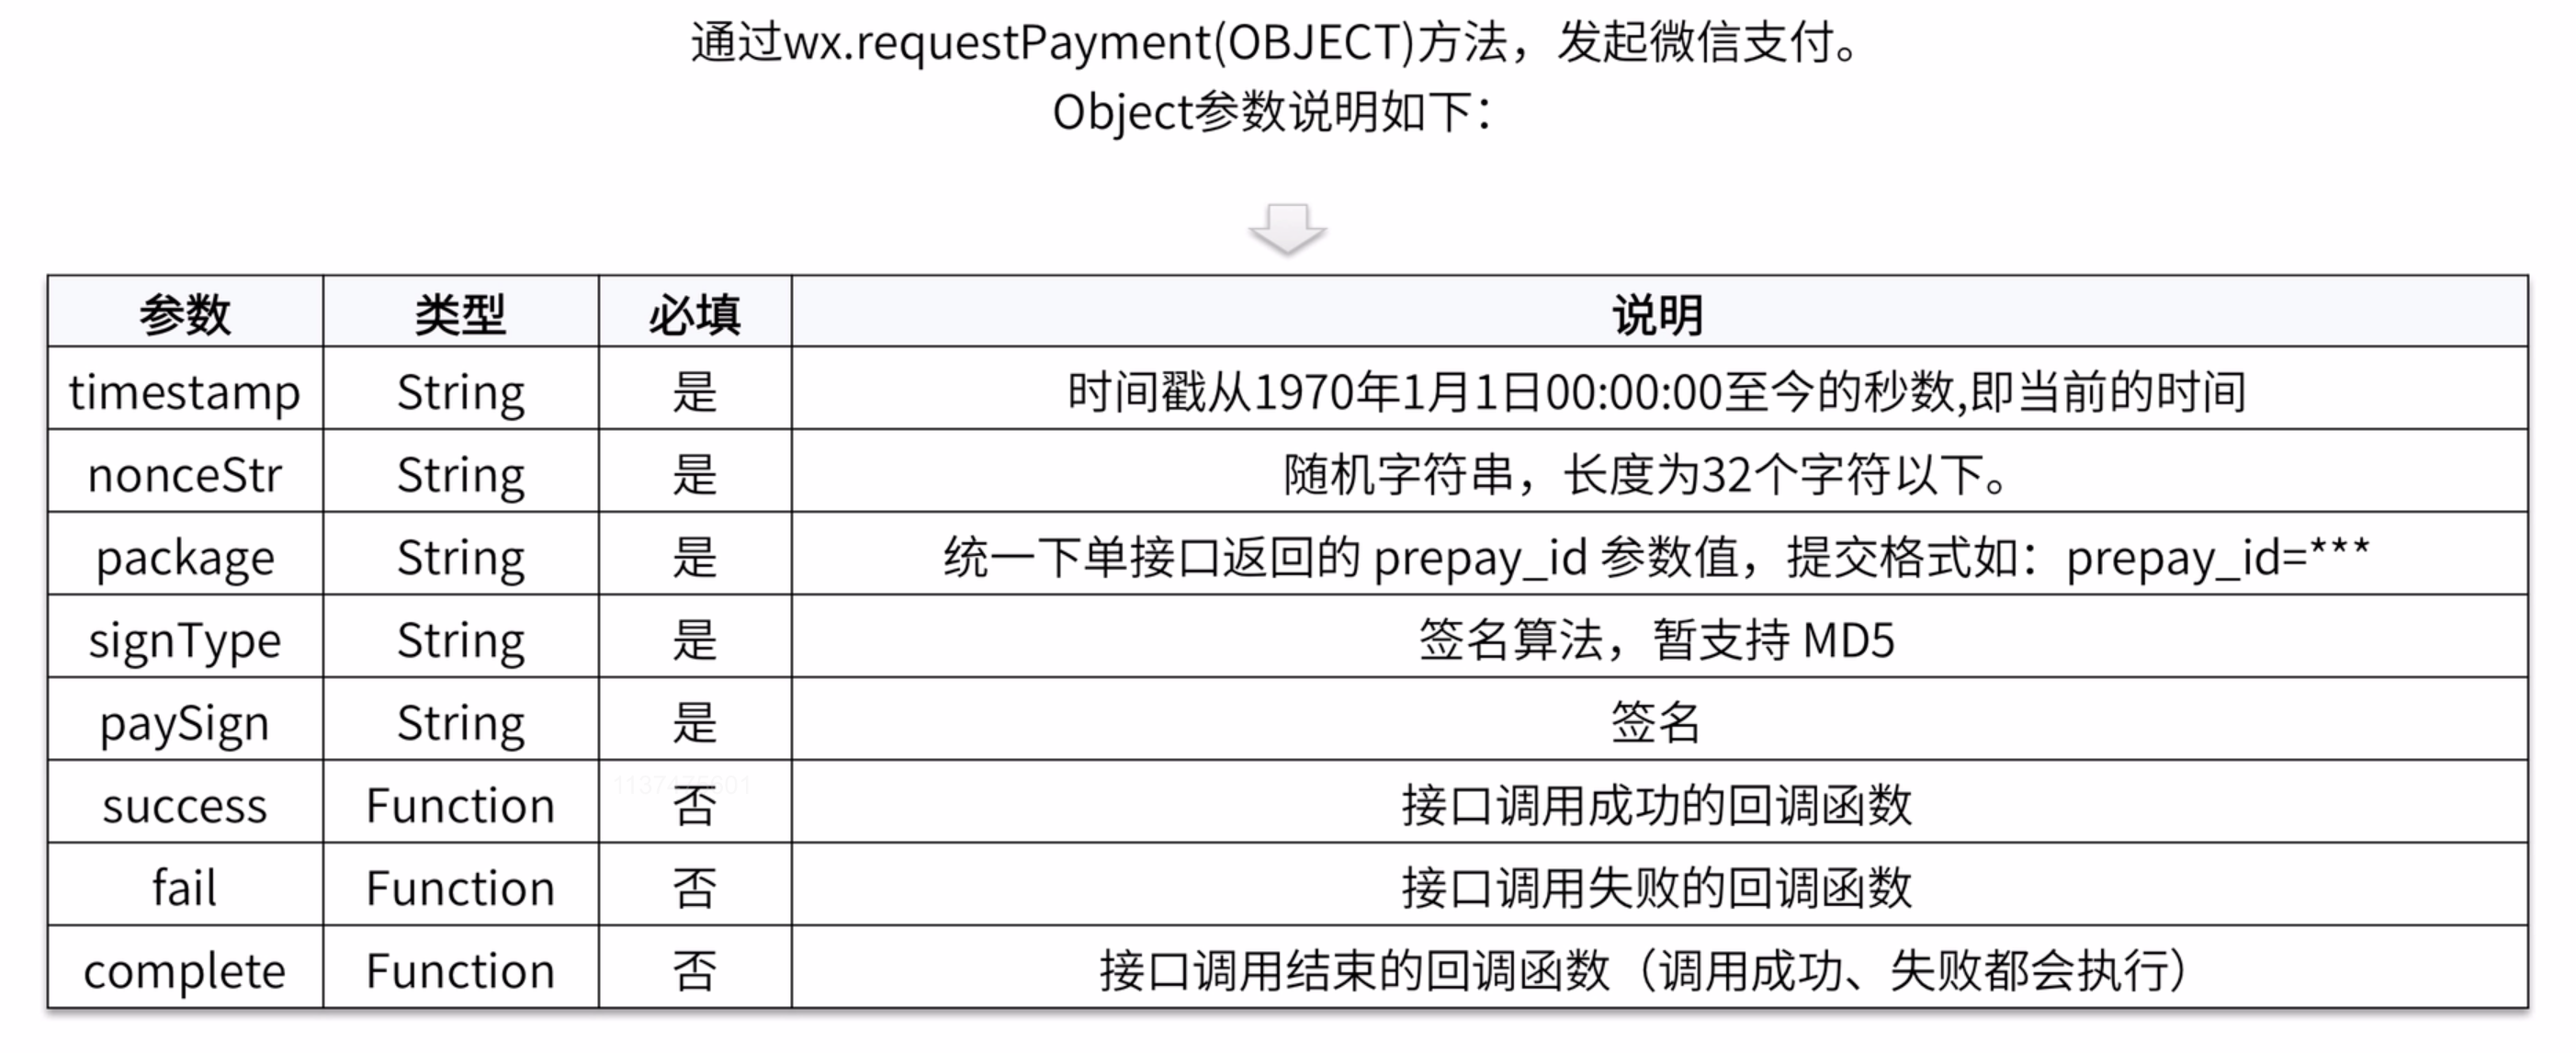 通过wx.requestPayment(OBJECT)方法，发起微信支付。
Object参数说明如下：
参数 类型 必填 说明
timestamp String 是 时间戳从1970年1月1日00:00:00至今的秒数,即当前的时间
nonceStr String 是 随机字符串，长度为32个字符以下。
package String 是 统一下单接口返回的 prepay_id 参数值，提交格式如：prepay_id=***
signType String 是 签名算法，暂支持 MD5
paySign String 是 签名
success Function 否 接口调用成功的回调函数
fail Function 否 接口调用失败的回调函数
complete Function 否 接口调用结束的回调函数（调用成功、失败都会执行）